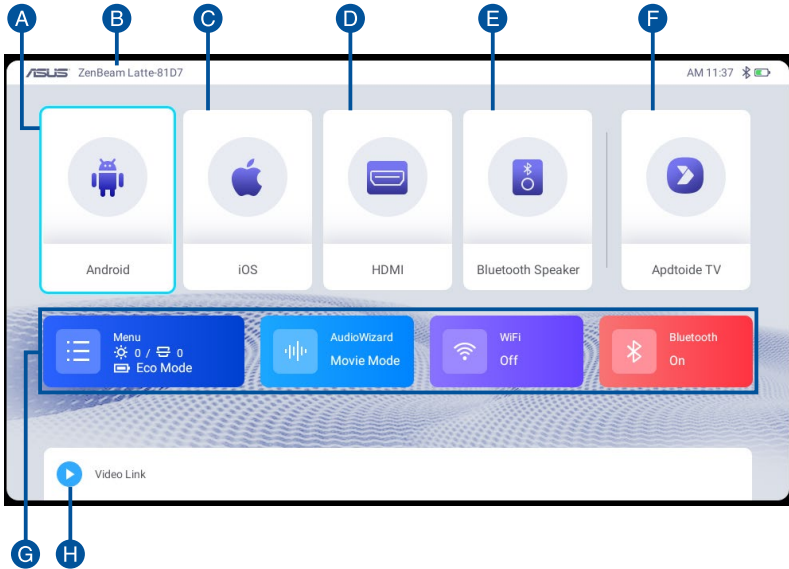 A B C D E F
ASUS ZenBeam Latte-81D7 AM 11:37
Android iOS HDMI Bluetooth Speaker Apdtoide TV
Menu
0 / 0
Eco Mode
AudioWizard
Movie Mode
WiFi
Off
Bluetooth
On
Video Link
G H